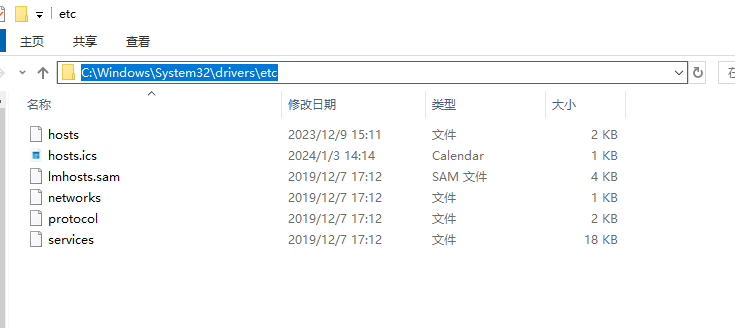 etc
主页 共享 查看
C:\Windows\System32\drivers\etc
名称 修改日期 类型 大小
hosts 2023/12/9 15:11 文件 2 KB
hosts.ics 2024/1/3 14:14 Calendar 1 KB
lmhosts.sam 2019/12/7 17:12 SAM 文件 4 KB
networks 2019/12/7 17:12 文件 1 KB
protocol 2019/12/7 17:12 文件 2 KB
services 2019/12/7 17:12 文件 18 KB